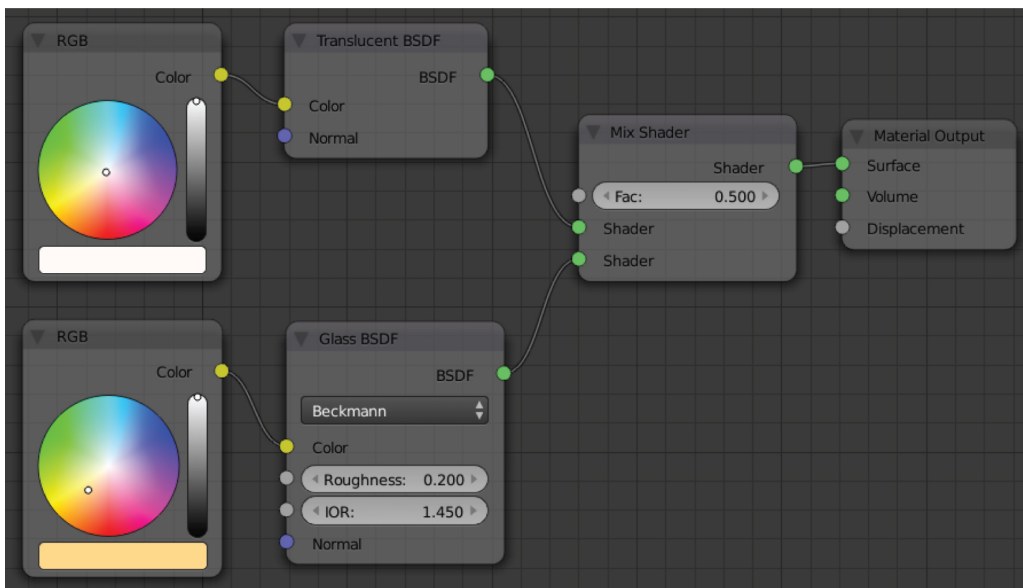 RGB
Color
Translucent BSDF
BSDF
Color
Normal
Mix Shader
Shader
Fac: 0.500
Shader
Shader
Material Output
Surface
Volume
Displacement
RGB
Color
Glass BSDF
BSDF
Beckmann
Color
Roughness: 0.200
IOR: 1.450
Normal